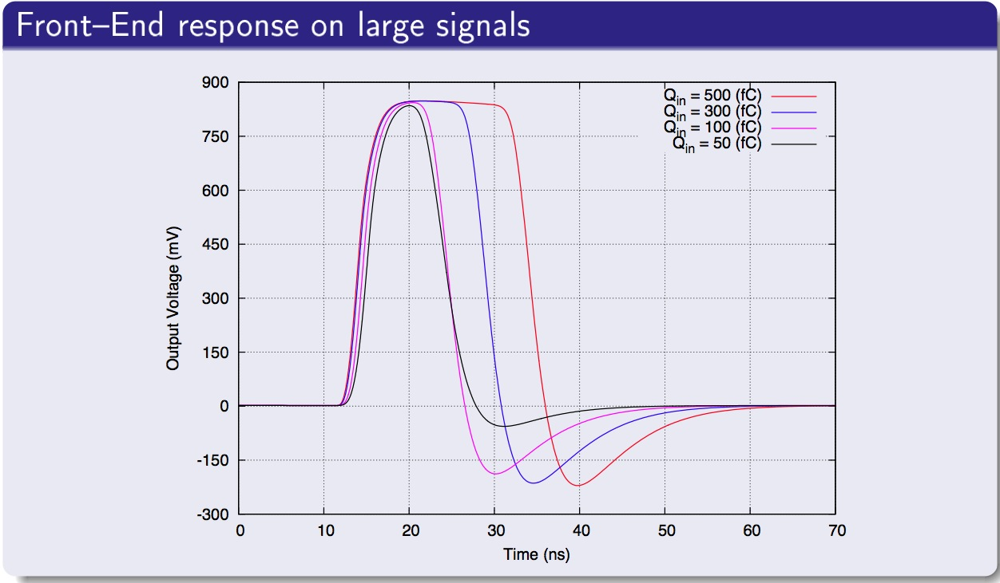 Front–End response on large signals
900
750
600
450
300
150
0
-150
-300
Output Voltage (mV)
Qin = 500 (fC)
Qin = 300 (fC)
Qin = 100 (fC)
Qin = 50 (fC)
0 10 20 30 40 50 60 70
Time (ns)